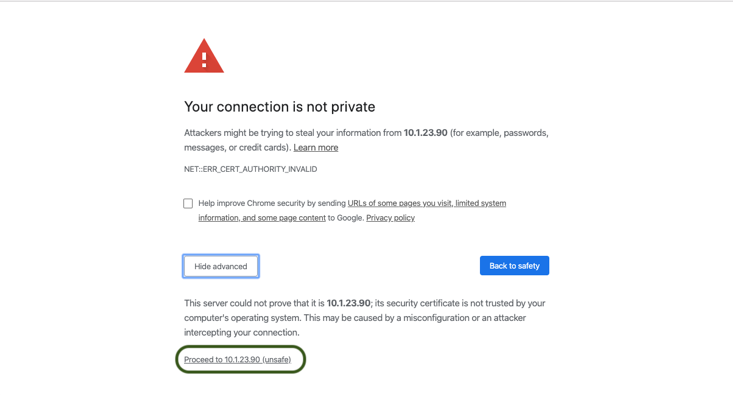 Your connection is not private
Attackers might be trying to steal your information from 10.1.23.90 (for example, passwords,
messages, or credit cards). Learn more
NET::ERR_CERT_AUTHORITY_INVALID
Help improve Chrome security by sending URLs of some pages you visit, limited system
information, and some page content to Google. Privacy policy
Hide advanced
Back to safety
This server could not prove that it is 10.1.23.90; its security certificate is not trusted by your
computer's operating system. This may be caused by a misconfiguration or an attacker
intercepting your connection.
Proceed to 10.1.23.90 (unsafe)